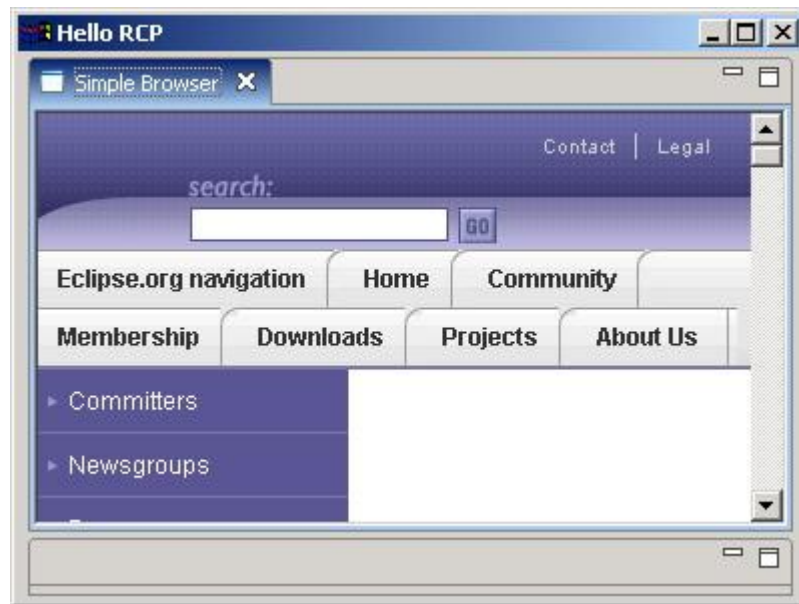 Hello RCP
Simple Browser
Contact | Legal
search:
GO
Eclipse.org navigation Home Community
Membership Downloads Projects About Us
Committers
Newsgroups